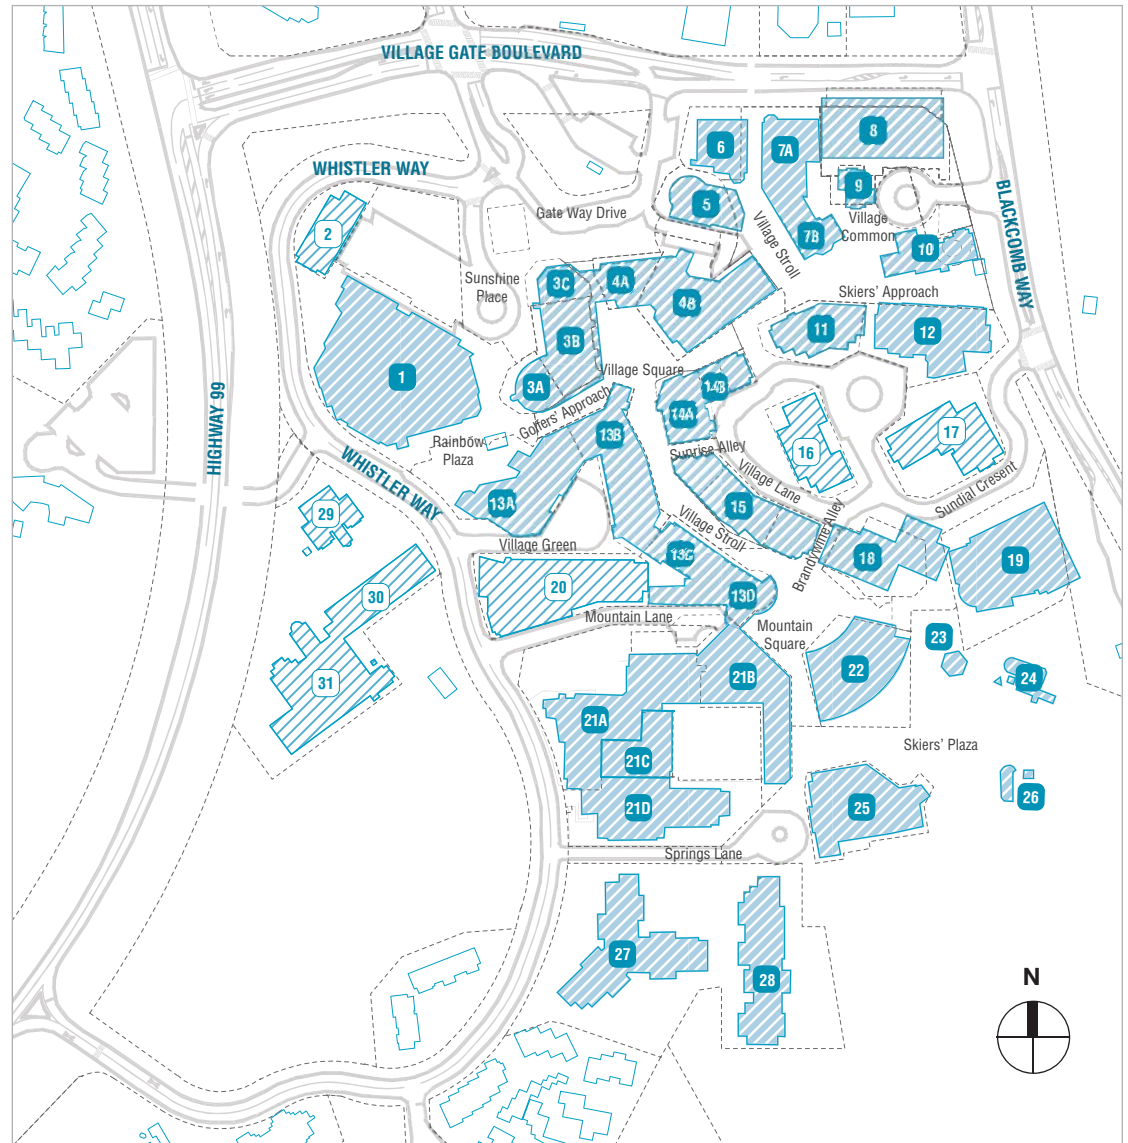 VILLAGE GATE BOULEVARD
WHISTLER WAY
Gate Way Drive
Sunshine
Place
Village Stroll
Village
Common
BLACKCOMB WAY
Skiers' Approach
Village Square
Golfers' Approach
Rainbow
Plaza
HIGHWAY 99
WHISTLER WAY
Sunrise Alley
Village Lane
Village Stroll
Brandywine Alley
Sundial Cresent
Village Green
Mountain Lane
Mountain
Square
Skiers' Plaza
Springs Lane
N
1
2
3A
3B
3C
4A
4B
5
6
7A
7B
8
9
10
11
12
13A
13B
13C
13D
14A
14B
15
16
17
18
19
20
21A
21B
21C
21D
22
23
24
25
26
27
28
29
30
31